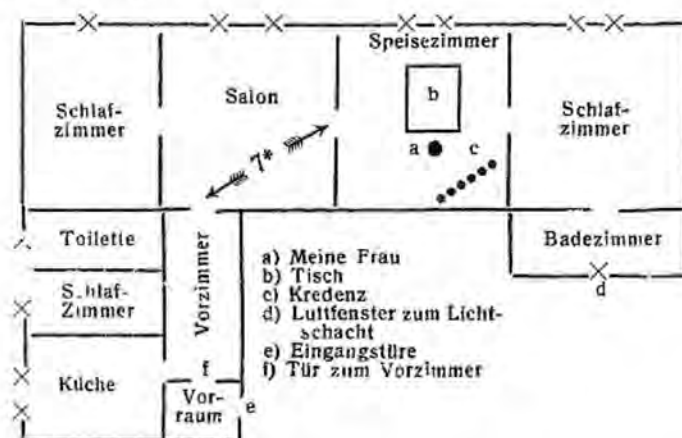 Speisezimmer
Schlaf-
zimmer
Salon
b
Schlaf-
zimmer
a
c
7*
Toilette
Vorzimmer
Badezimmer
d
Schlaf-
Zimmer
Küche
f
Vor-
raum
e
a) Meine Frau
b) Tisch
c) Kredenz
d) Luftfenster zum Licht-
schacht
e) Eingangstüre
f) Tür zum Vorzimmer